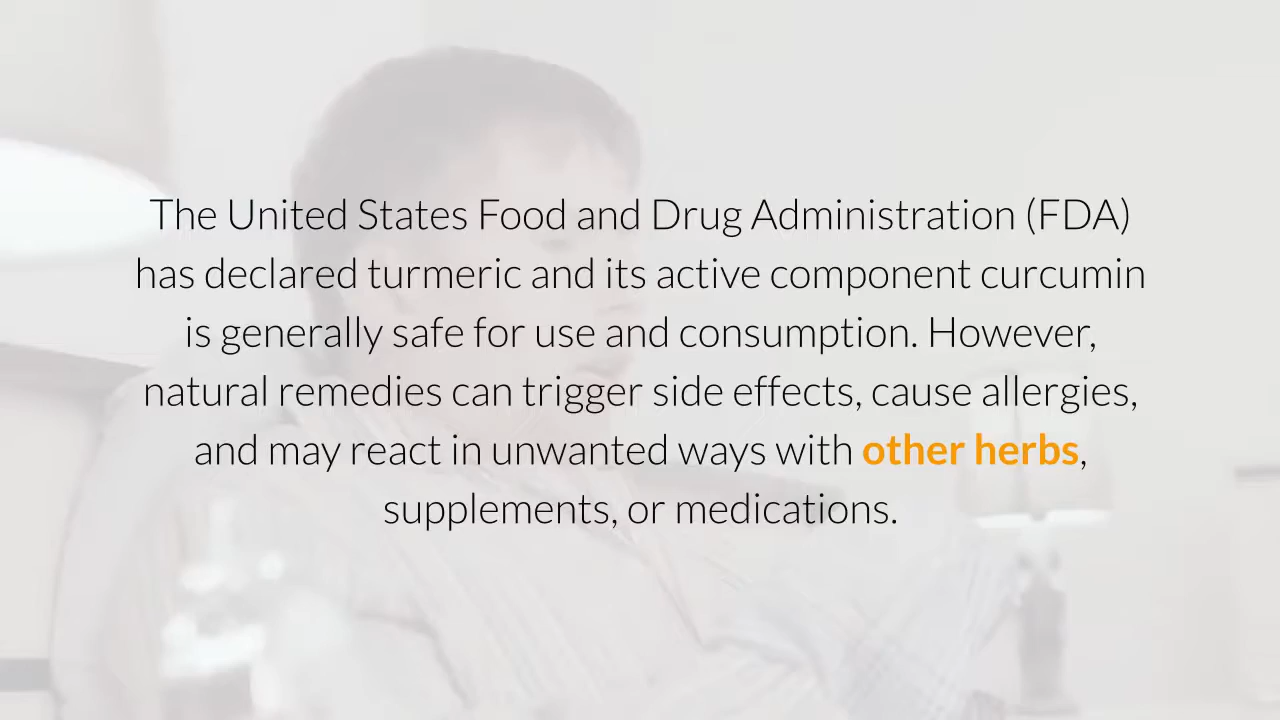 The United States Food and Drug Administration (FDA)
has declared turmeric and its active component curcumin
is generally safe for use and consumption. However,
natural remedies can trigger side effects, cause allergies,
and may react in unwanted ways with other herbs,
supplements, or medications.